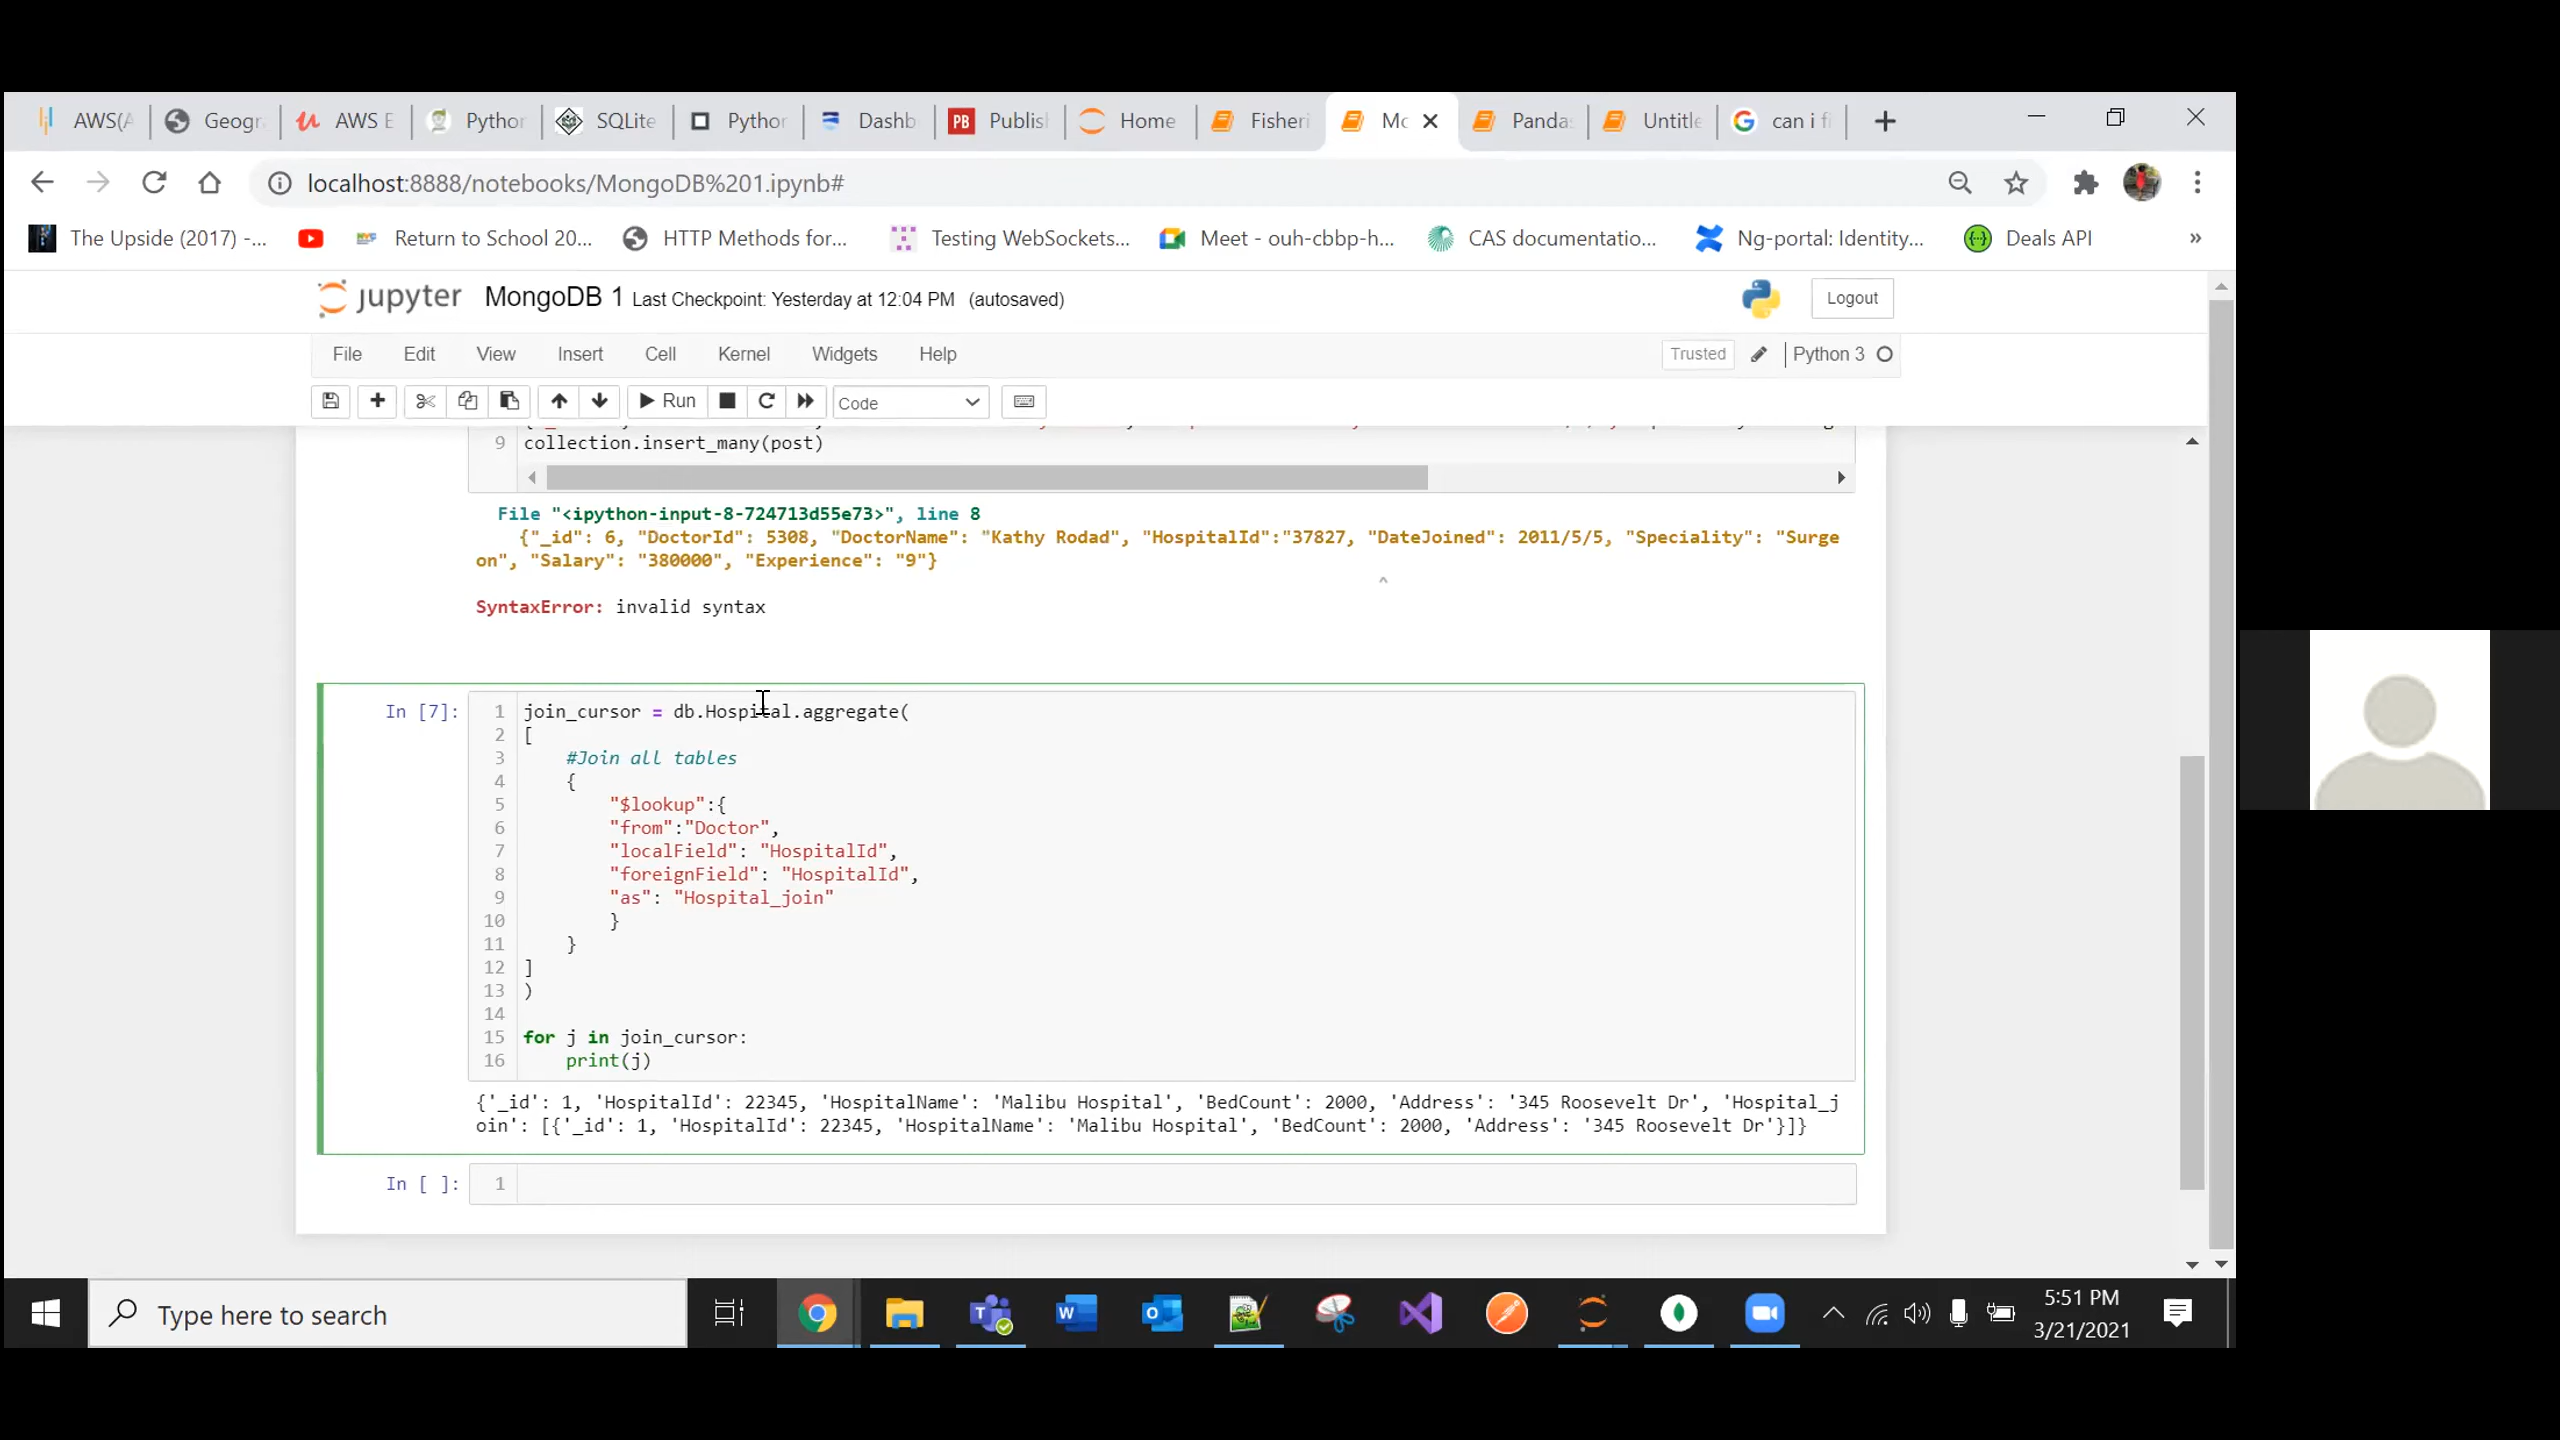 AWS(A
Geogr
AWS E
Python
SQLite
Python
Dashb
PB Publish
Home
Fisheri
Mo
Panda
Untitle
can i f
localhost:8888/notebooks/MongoDB%201.ipynb#
The Upside (2017) -...
Return to School 20...
HTTP Methods for...
Testing WebSockets...
Meet - ouh-cbbp-h...
CAS documentatio...
Ng-portal: Identity...
Deals API
»
jupyter MongoDB 1 Last Checkpoint: Yesterday at 12:04 PM (autosaved)
Logout
File Edit View Insert Cell Kernel Widgets Help
Trusted
Python 3
Run
Code
9 collection.insert_many(post)
File "<ipython-input-8-724713d55e73>", line 8
{"_id": 6, "DoctorId": 5308, "DoctorName": "Kathy Rodad", "HospitalId":"37827, "DateJoined": 2011/5/5, "Speciality": "Surge
on", "Salary": "380000", "Experience": "9"}
^
SyntaxError: invalid syntax
In [7]: 1 join_cursor = db.Hospital.aggregate(
2 [
3 #Join all tables
4 {
5 "$lookup":{
6 "from":"Doctor",
7 "localField": "HospitalId",
8 "foreignField": "HospitalId",
9 "as": "Hospital_join"
10 }
11 }
12 ]
13 )
14
15 for j in join_cursor:
16 print(j)
{'_id': 1, 'HospitalId': 22345, 'HospitalName': 'Malibu Hospital', 'BedCount': 2000, 'Address': '345 Roosevelt Dr', 'Hospital_j
oin': [{'_id': 1, 'HospitalId': 22345, 'HospitalName': 'Malibu Hospital', 'BedCount': 2000, 'Address': '345 Roosevelt Dr'}]}
In [ ]: 1
Type here to search
5:51 PM
3/21/2021